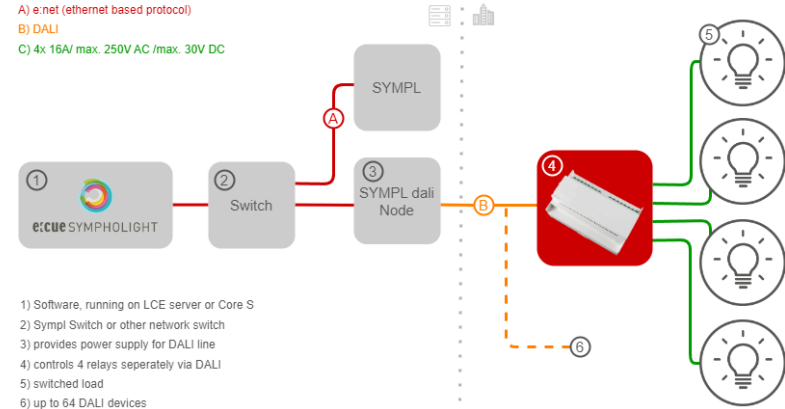 A) e:net (ethernet based protocol)
B) DALI
C) 4x 16A/ max. 250V AC /max. 30V DC
5
SYMPL
A
1
e:cue SYMPHOLIGHT
2
Switch
3
SYMPL dali
Node
B
4
6
1) Software, running on LCE server or Core S
2) Sympl Switch or other network switch
3) provides power supply for DALI line
4) controls 4 relays seperately via DALI
5) switched load
6) up to 64 DALI devices